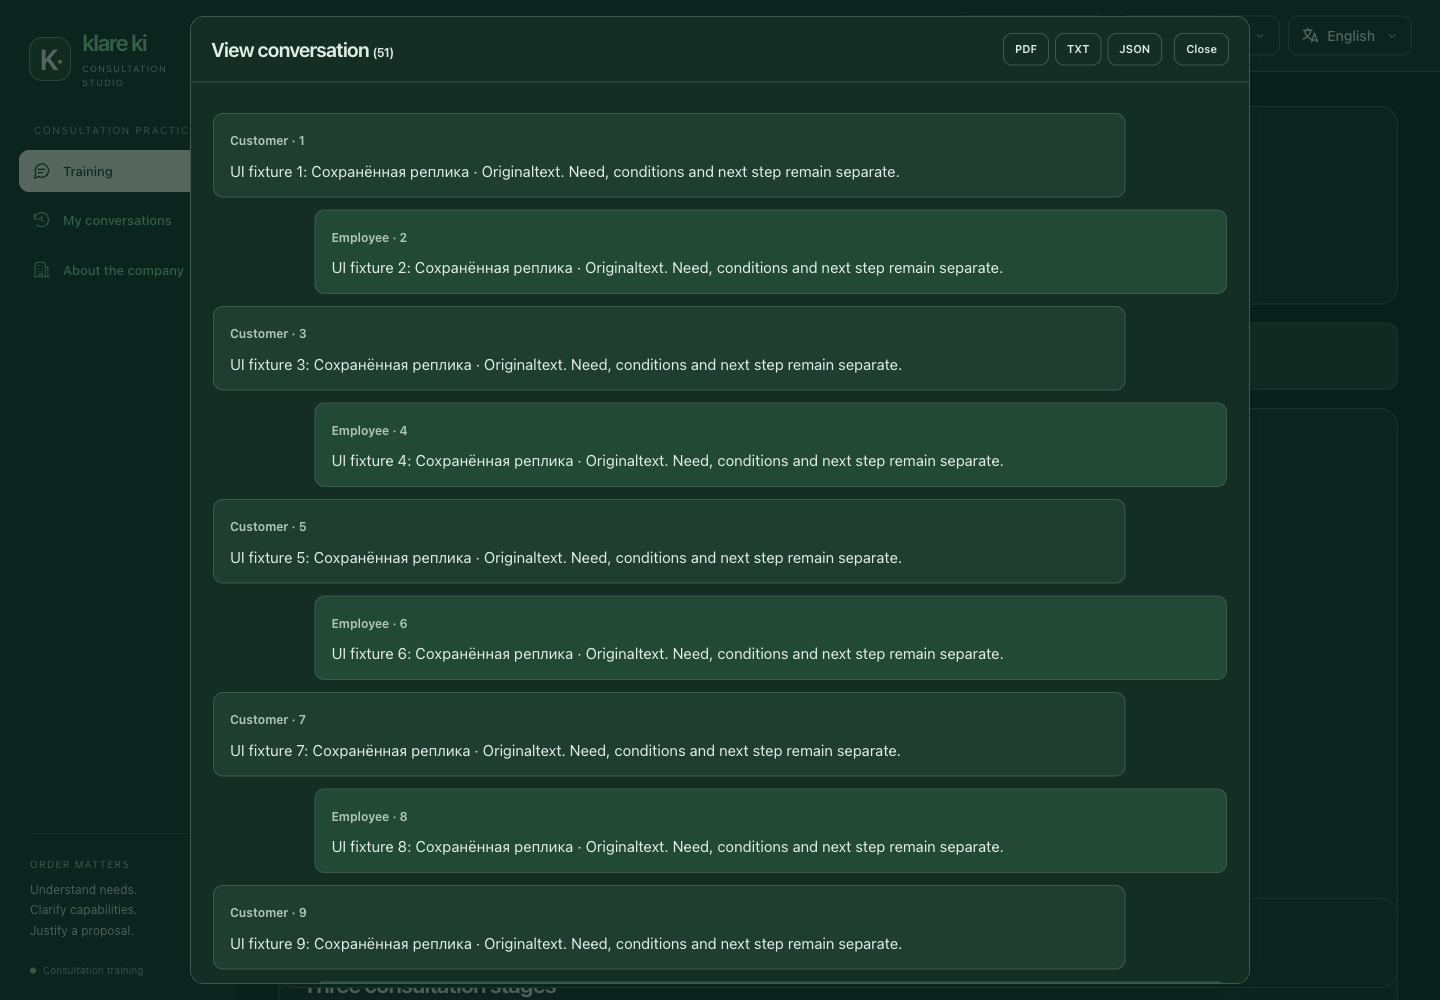 klare ki
CONSULTATION
STUDIO
CONSULTATION PRACTIC
Training
My conversations
About the company
ORDER MATTERS
Understand needs.
Clarify capabilities.
Justify a proposal.
Consultation training
English
View conversation (51)
PDF
TXT
JSON
Close
Customer · 1
UI fixture 1: Сохранённая реплика · Originaltext. Need, conditions and next step remain separate.
Employee · 2
UI fixture 2: Сохранённая реплика · Originaltext. Need, conditions and next step remain separate.
Customer · 3
UI fixture 3: Сохранённая реплика · Originaltext. Need, conditions and next step remain separate.
Employee · 4
UI fixture 4: Сохранённая реплика · Originaltext. Need, conditions and next step remain separate.
Customer · 5
UI fixture 5: Сохранённая реплика · Originaltext. Need, conditions and next step remain separate.
Employee · 6
UI fixture 6: Сохранённая реплика · Originaltext. Need, conditions and next step remain separate.
Customer · 7
UI fixture 7: Сохранённая реплика · Originaltext. Need, conditions and next step remain separate.
Employee · 8
UI fixture 8: Сохранённая реплика · Originaltext. Need, conditions and next step remain separate.
Customer · 9
UI fixture 9: Сохранённая реплика · Originaltext. Need, conditions and next step remain separate.
Three consultation stages